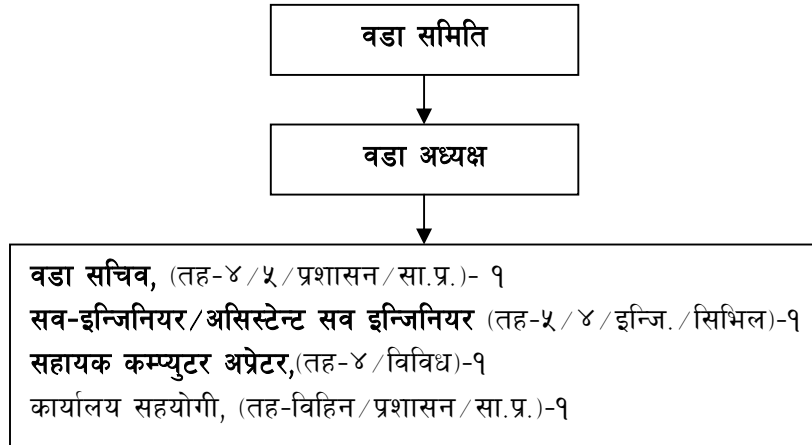 वडा समिति
वडा अध्यक्ष
वडा सचिव, (तह-४/५/प्रशासन/सा.प्र.)- १
सव-इन्जिनियर/असिस्टेन्ट सव इन्जिनियर (तह-५/४/इन्जि./सिभिल)-१
सहायक कम्प्युटर अप्रेटर,(तह-४/विविध)-१
कार्यालय सहयोगी, (तह-विहिन/प्रशासन/सा.प्र.)-१